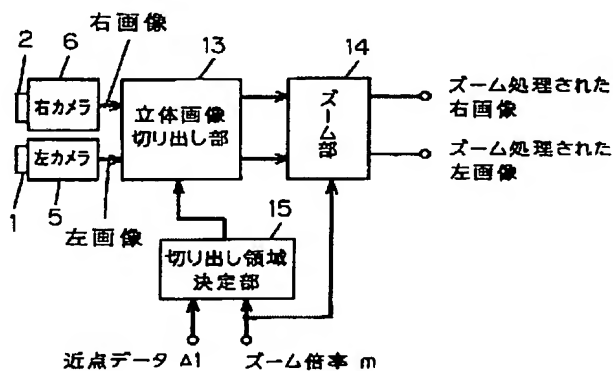 右画像
2
6
13
14
右カメラ
立体画像
切り出し部
ズーム部
ズーム処理された
右画像
左カメラ
ズーム処理された
左画像
1
5
左画像
15
切り出し領域
決定部
近点データ Δ1
ズーム倍率 m